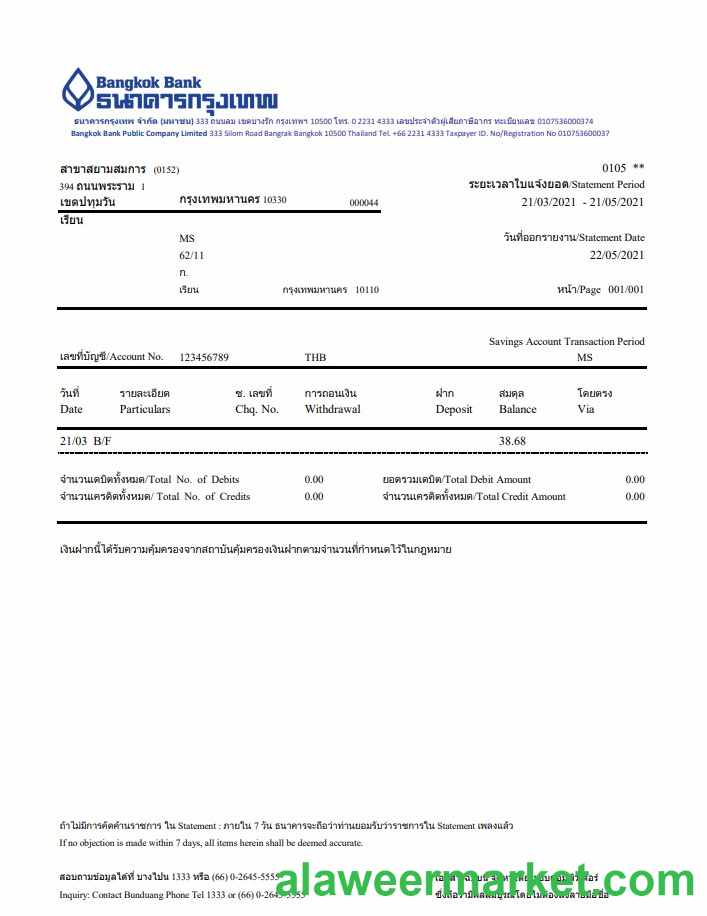 Bangkok Bank
ธนาคารกรุงเทพ
ธนาคารกรุงเทพ จำกัด (มหาชน) 333 ถนนลม เขตบางรัก กรุงเทพฯ 10500 โทร. 0 2231 4333 เลขประจำตัวผู้เสียภาษีอากร ทะเบียนเลข 0107536000374
Bangkok Bank Public Company Limited 333 Silom Road Bangrak Bangkok 10500 Thailand Tel. +66 2231 4333 Taxpayer ID. No/Registration No 010753600037
สาขาสยามสมการ (0152) 0105 **
394 ถนนพระราม 1 ระยะเวลาใบแจ้งยอด/Statement Period
เขตปทุมวัน กรุงเทพมหานคร 10330 000044 21/03/2021 - 21/05/2021
เรียน
MS วันที่ออกรายงาน/Statement Date
62/11 22/05/2021
ก.
เรียน กรุงเทพมหานคร 10110 หน้า/Page 001/001
Savings Account Transaction Period
เลขที่บัญชี/Account No. 123456789 THB MS
วันที่ รายละเอียด ช. เลขที่ การถอนเงิน ฝาก สมดุล โดยตรง
Date Particulars Chq. No. Withdrawal Deposit Balance Via
21/03 B/F 38.68
จำนวนเดบิตทั้งหมด/Total No. of Debits 0.00 ยอดรวมเดบิต/Total Debit Amount 0.00
จำนวนเครดิตทั้งหมด/ Total No. of Credits 0.00 จำนวนเครดิตทั้งหมด/Total Credit Amount 0.00
เงินฝากนี้ได้รับความคุ้มครองจากสถาบันคุ้มครองเงินฝากตามจำนวนที่กำหนดไว้ในกฎหมาย
ถ้าไม่มีการคัดค้านราชการ ใน Statement : ภายใน 7 วัน ธนาคารจะถือว่าท่านยอมรับว่าราชการใน Statement เพลงแล้ว
If no objection is made within 7 days, all items herein shall be deemed accurate.
สอบถามข้อมูลได้ที่ บางไปน 1333 หรือ (66) 0-2645-5555
Inquiry: Contact Bunduang Phone Tel 1333 or (66) 0-2645-5555
alaweermarket.com